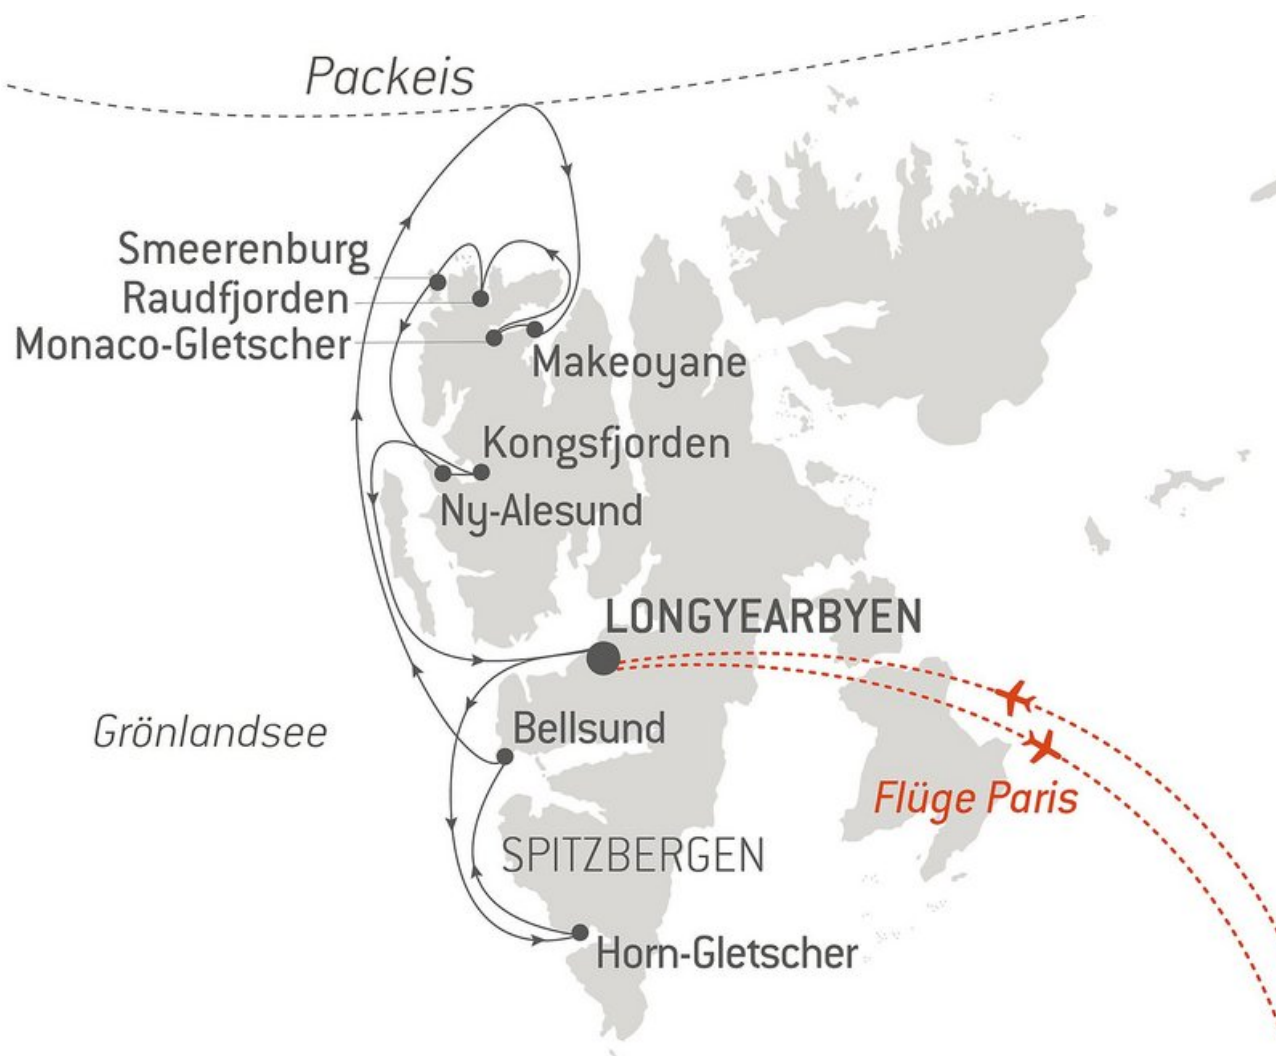 Packeis
Smeerenburg
Raudfjorden
Monaco-Gletscher
Makeoyane
Kongsfjorden
Ny-Alesund
LONGYEARBYEN
Bellsund
Grönlandsee
Flüge Paris
SPITZBERGEN
Horn-Gletscher